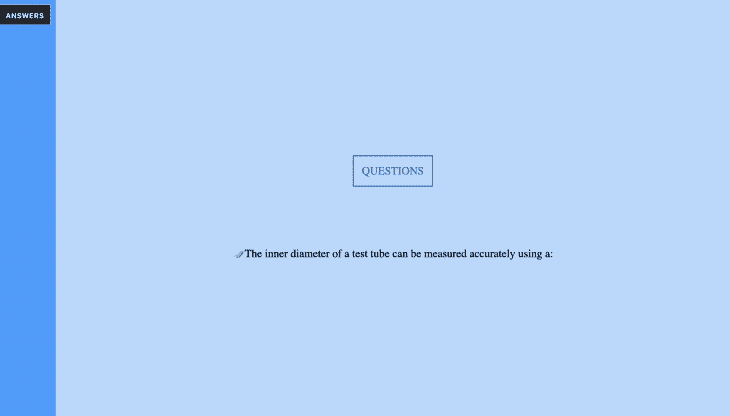 ANSWERS
QUESTIONS
The inner diameter of a test tube can be measured accurately using a: